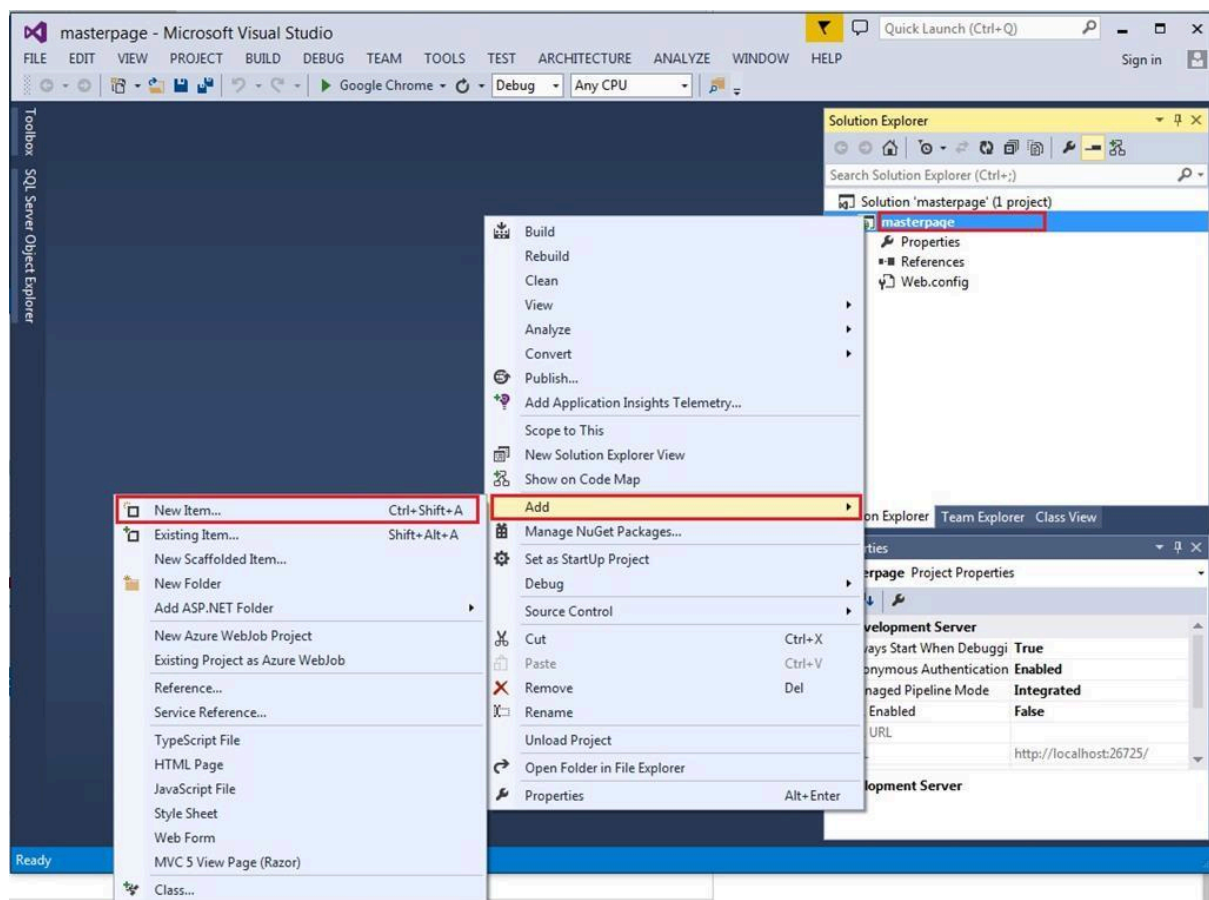 masterpage - Microsoft Visual Studio
Quick Launch (Ctrl+Q)
FILE EDIT VIEW PROJECT BUILD DEBUG TEAM TOOLS TEST ARCHITECTURE ANALYZE WINDOW HELP
Sign in
Google Chrome Debug Any CPU
Toolbox
SQL Server Object Explorer
Solution Explorer
Search Solution Explorer (Ctrl+;)
Solution 'masterpage' (1 project)
masterpage
Properties
References
Web.config
Build
Rebuild
Clean
View
Analyze
Convert
Publish...
Add Application Insights Telemetry...
Scope to This
New Solution Explorer View
Show on Code Map
Add
Manage NuGet Packages...
Set as StartUp Project
Debug
Source Control
Cut Ctrl+X
Paste Ctrl+V
Remove Del
Rename
Unload Project
Open Folder in File Explorer
Properties Alt+Enter
New Item... Ctrl+Shift+A
Existing Item... Shift+Alt+A
New Scaffolded Item...
New Folder
Add ASP.NET Folder
New Azure WebJob Project
Existing Project as Azure WebJob
Reference...
Service Reference...
TypeScript File
HTML Page
JavaScript File
Style Sheet
Web Form
MVC 5 View Page (Razor)
Class...
on Explorer Team Explorer Class View
rties
erpage Project Properties
velopment Server
ways Start When Debuggi True
onymous Authentication Enabled
naged Pipeline Mode Integrated
Enabled False
URL
http://localhost:26725/
lopment Server
Ready